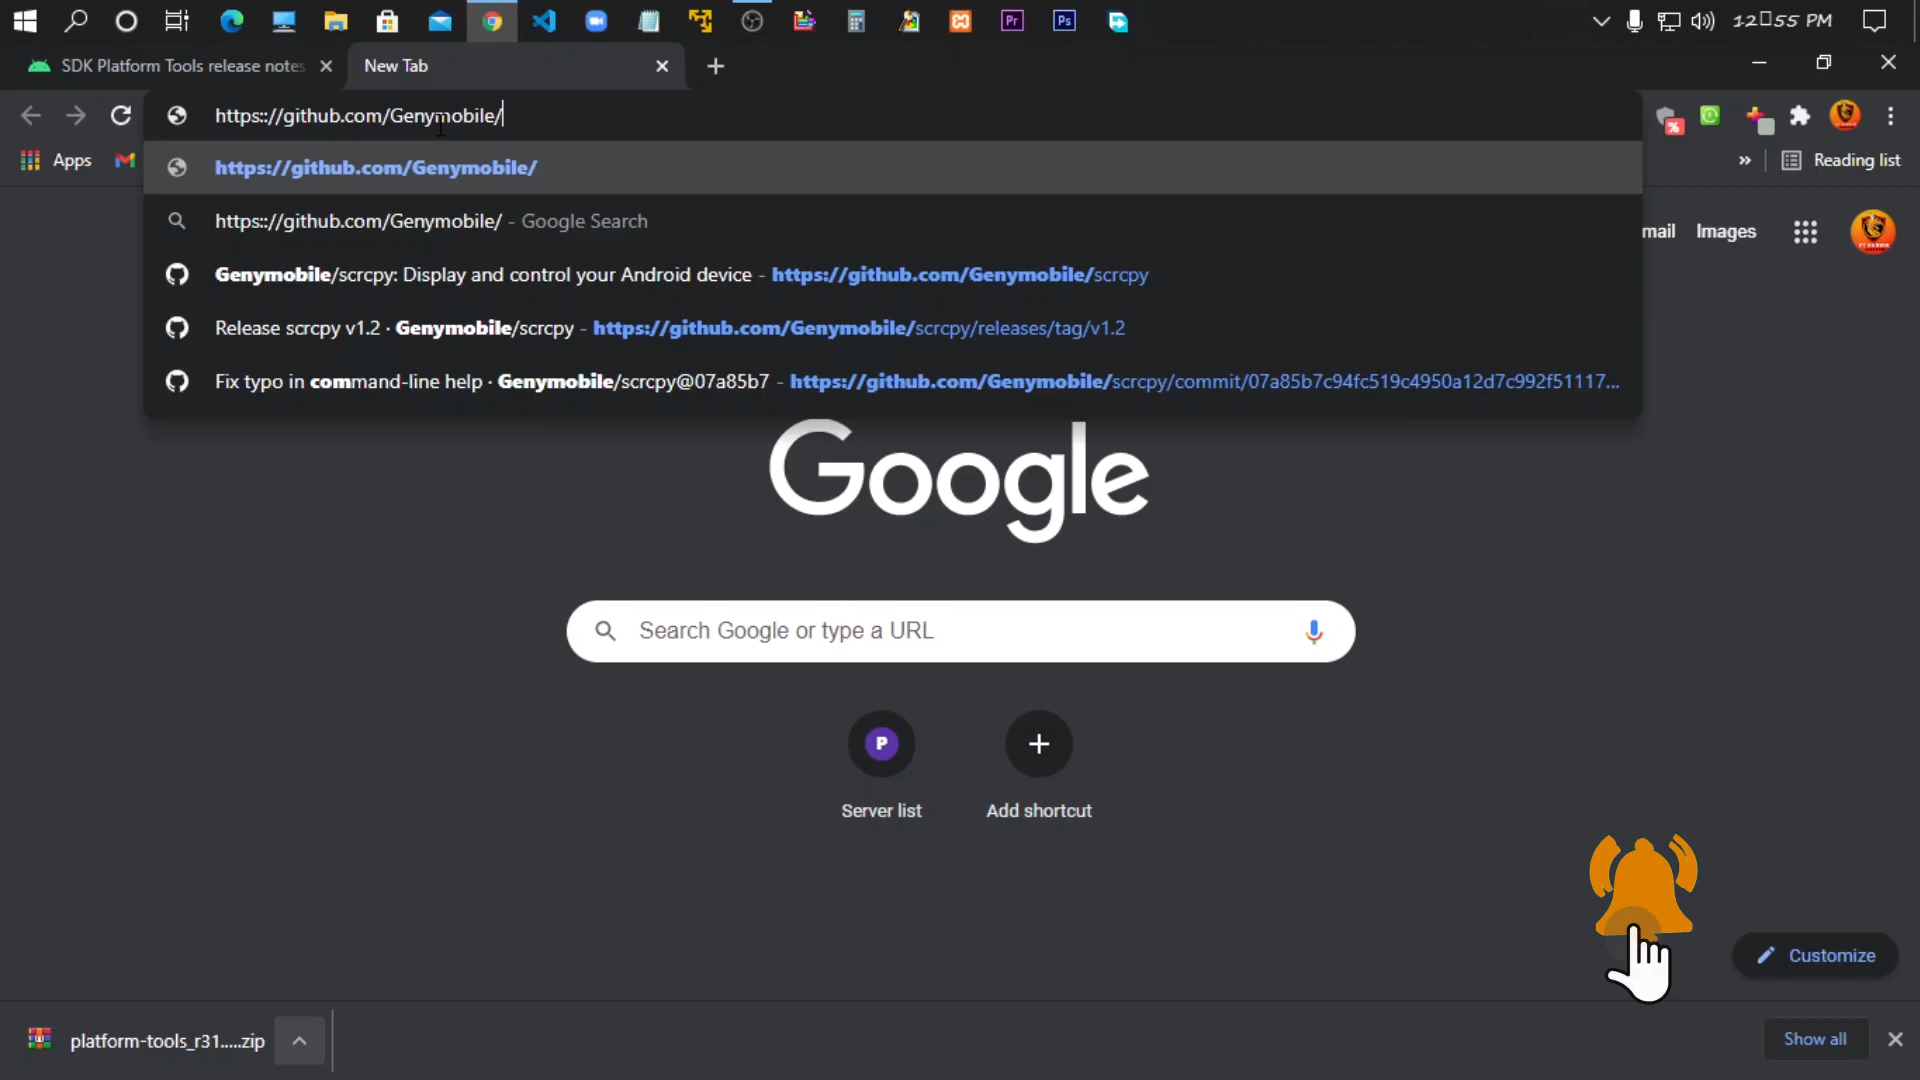 Pr
Ps
12▯55 PM
SDK Platform Tools release notes
New Tab
https:://github.com/Genymobile/
Apps
»
Reading list
https://github.com/Genymobile/
https:://github.com/Genymobile/ - Google Search
mail
Images
Genymobile/scrcpy: Display and control your Android device - https://github.com/Genymobile/scrcpy
Release scrcpy v1.2 · Genymobile/scrcpy - https://github.com/Genymobile/scrcpy/releases/tag/v1.2
Fix typo in command-line help · Genymobile/scrcpy@07a85b7 - https://github.com/Genymobile/scrcpy/commit/07a85b7c94fc519c4950a12d7c992f51117...
Google
Search Google or type a URL
P
Server list
Add shortcut
Customize
platform-tools_r31.....zip
Show all